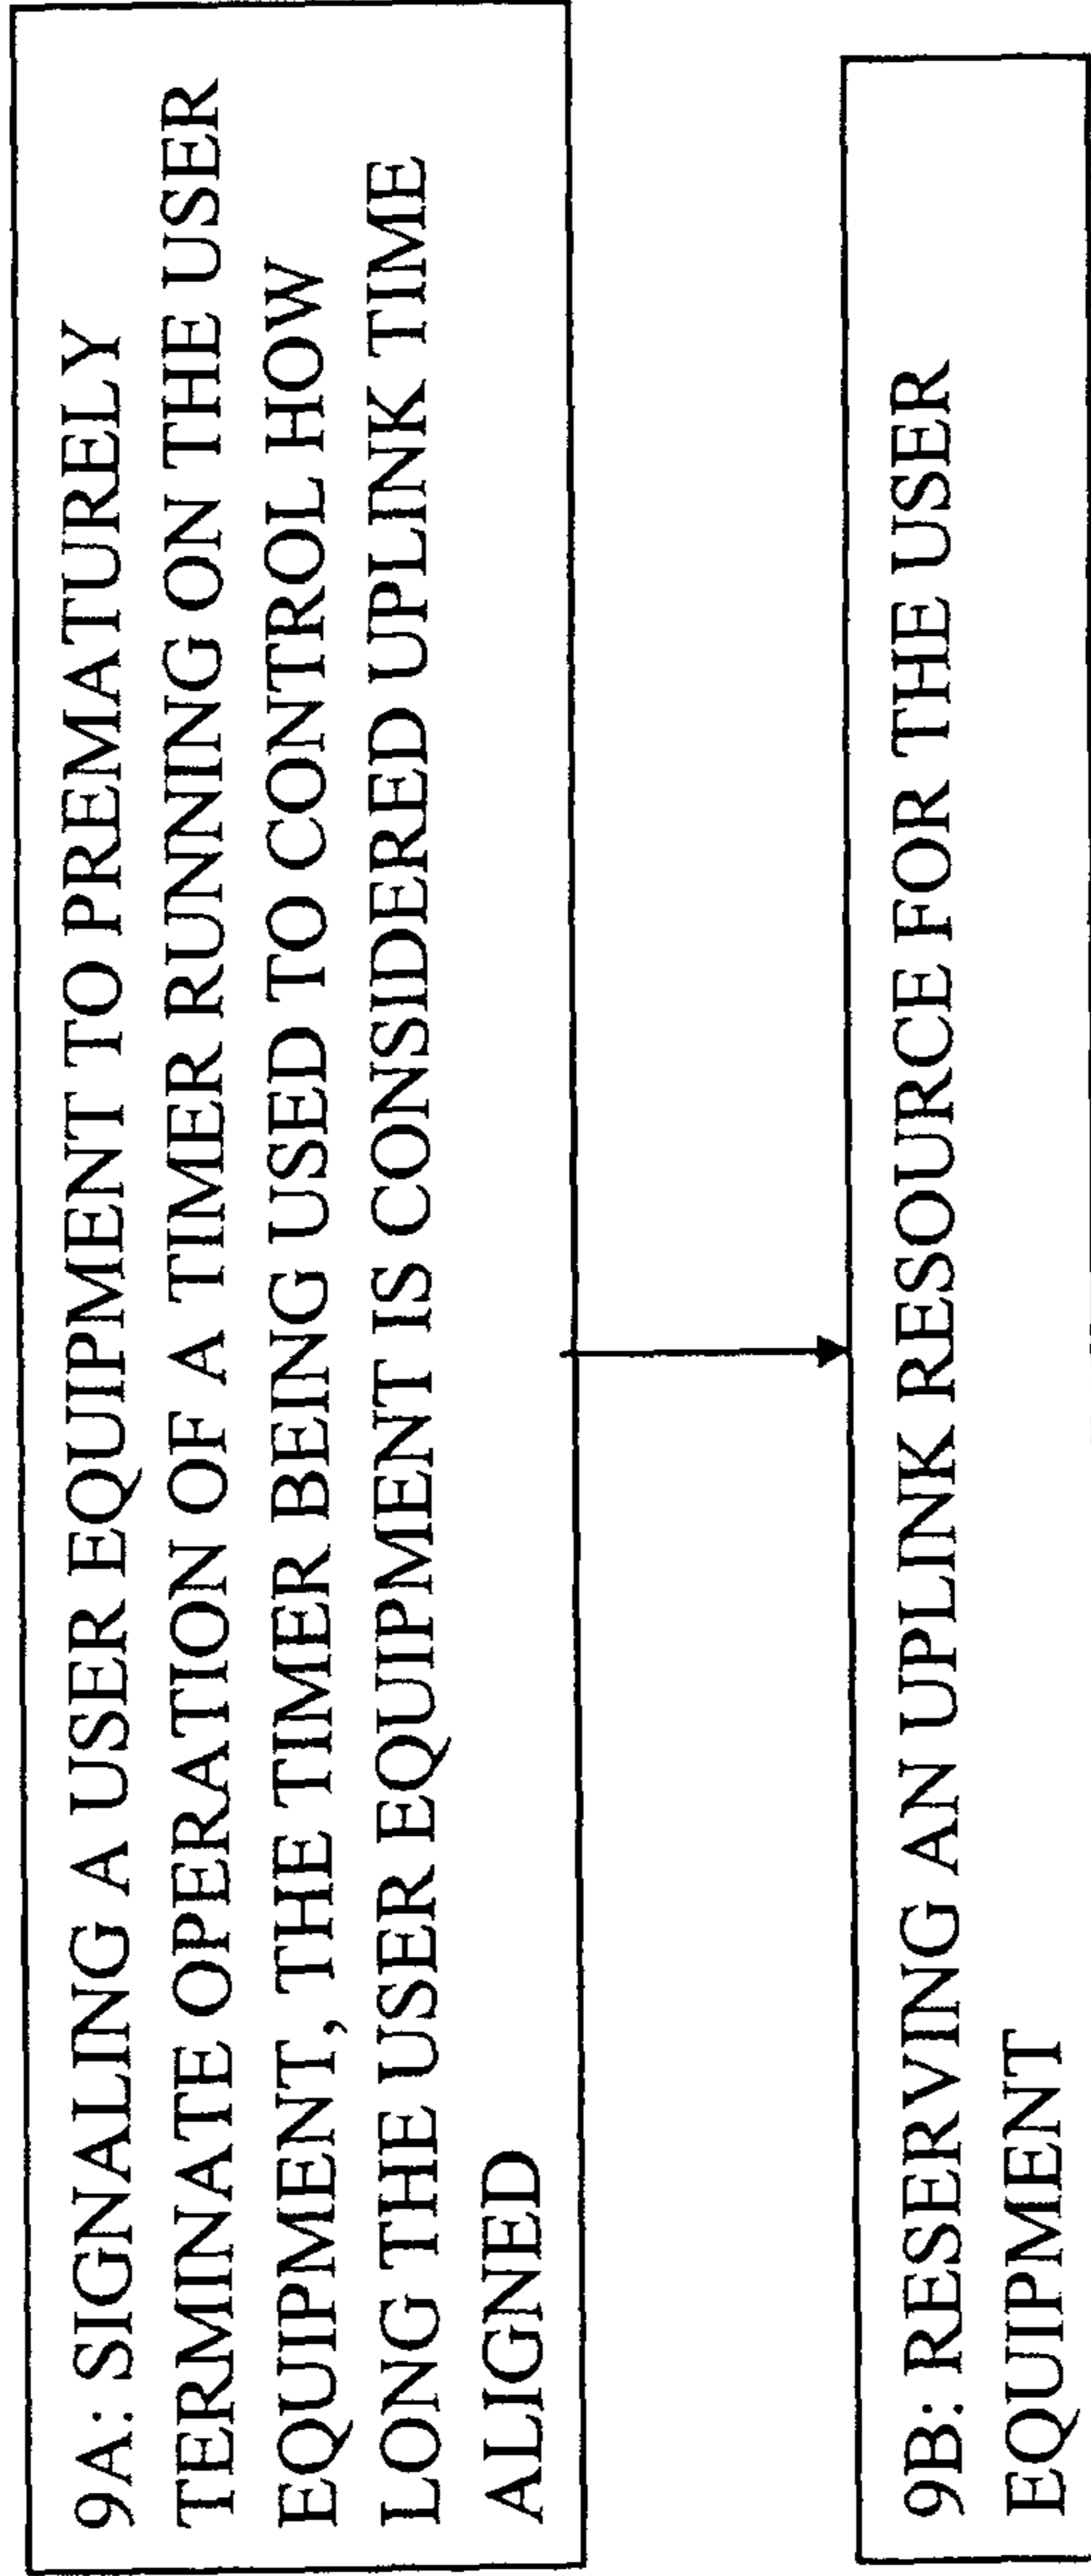 9A: SIGNALING A USER EQUIPMENT TO PREMATURELY
TERMINATE OPERATION OF A TIMER RUNNING ON THE USER
EQUIPMENT, THE TIMER BEING USED TO CONTROL HOW
LONG THE USER EQUIPMENT IS CONSIDERED UPLINK TIME
ALIGNED
9B: RESERVING AN UPLINK RESOURCE FOR THE USER
EQUIPMENT